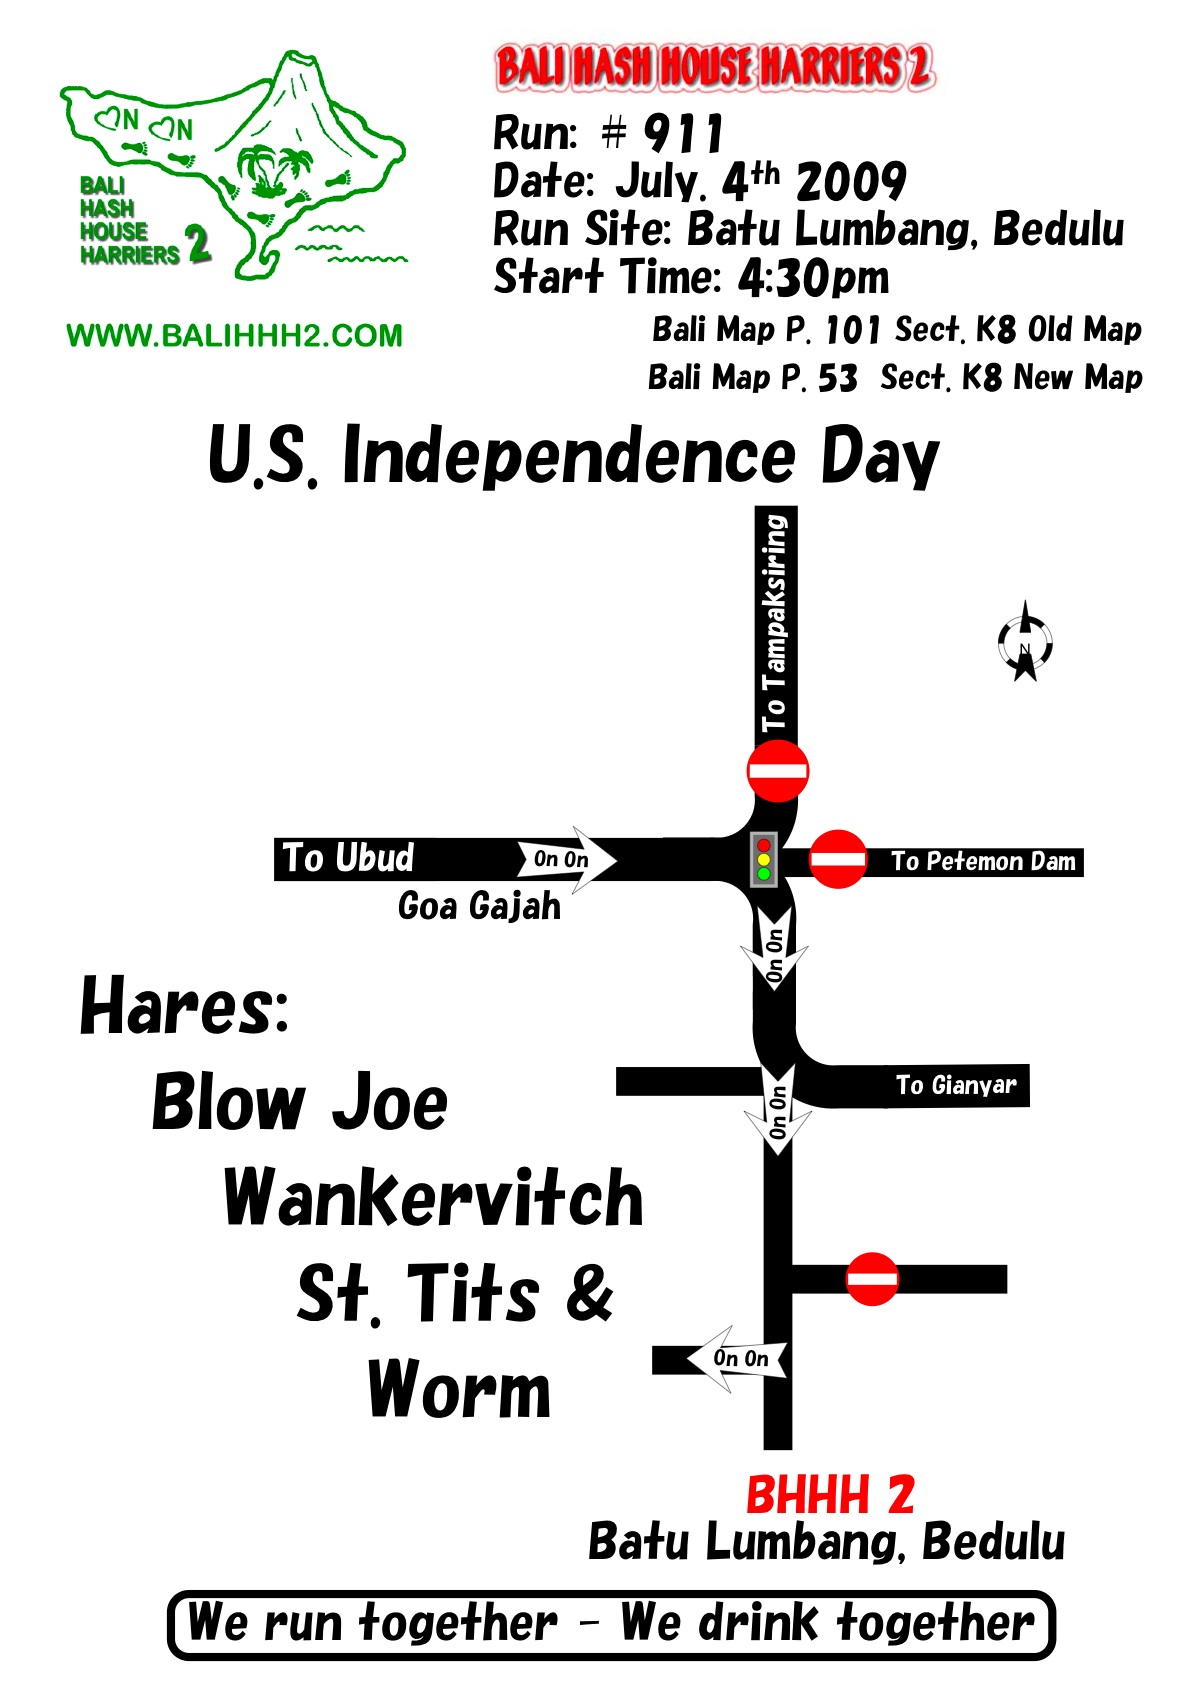 BALI HASH HOUSE HARRIERS 2
Run: # 911
Date: July. 4th 2009
Run Site: Batu Lumbang, Bedulu
Start Time: 4:30pm
Bali Map P. 101 Sect. K8 Old Map
Bali Map P. 53 Sect. K8 New Map
N
N
BALI
HASH
HOUSE
HARRIERS 2
WWW.BALIHHH2.COM
U.S. Independence Day
To Tampaksiring
N
To Ubud
On On
To Petemon Dam
Goa Gajah
On On
To Gianyar
On On
On On
Hares:
Blow Joe
Wankervitch
St. Tits &
Worm
BHHH 2
Batu Lumbang, Bedulu
We run together - We drink together